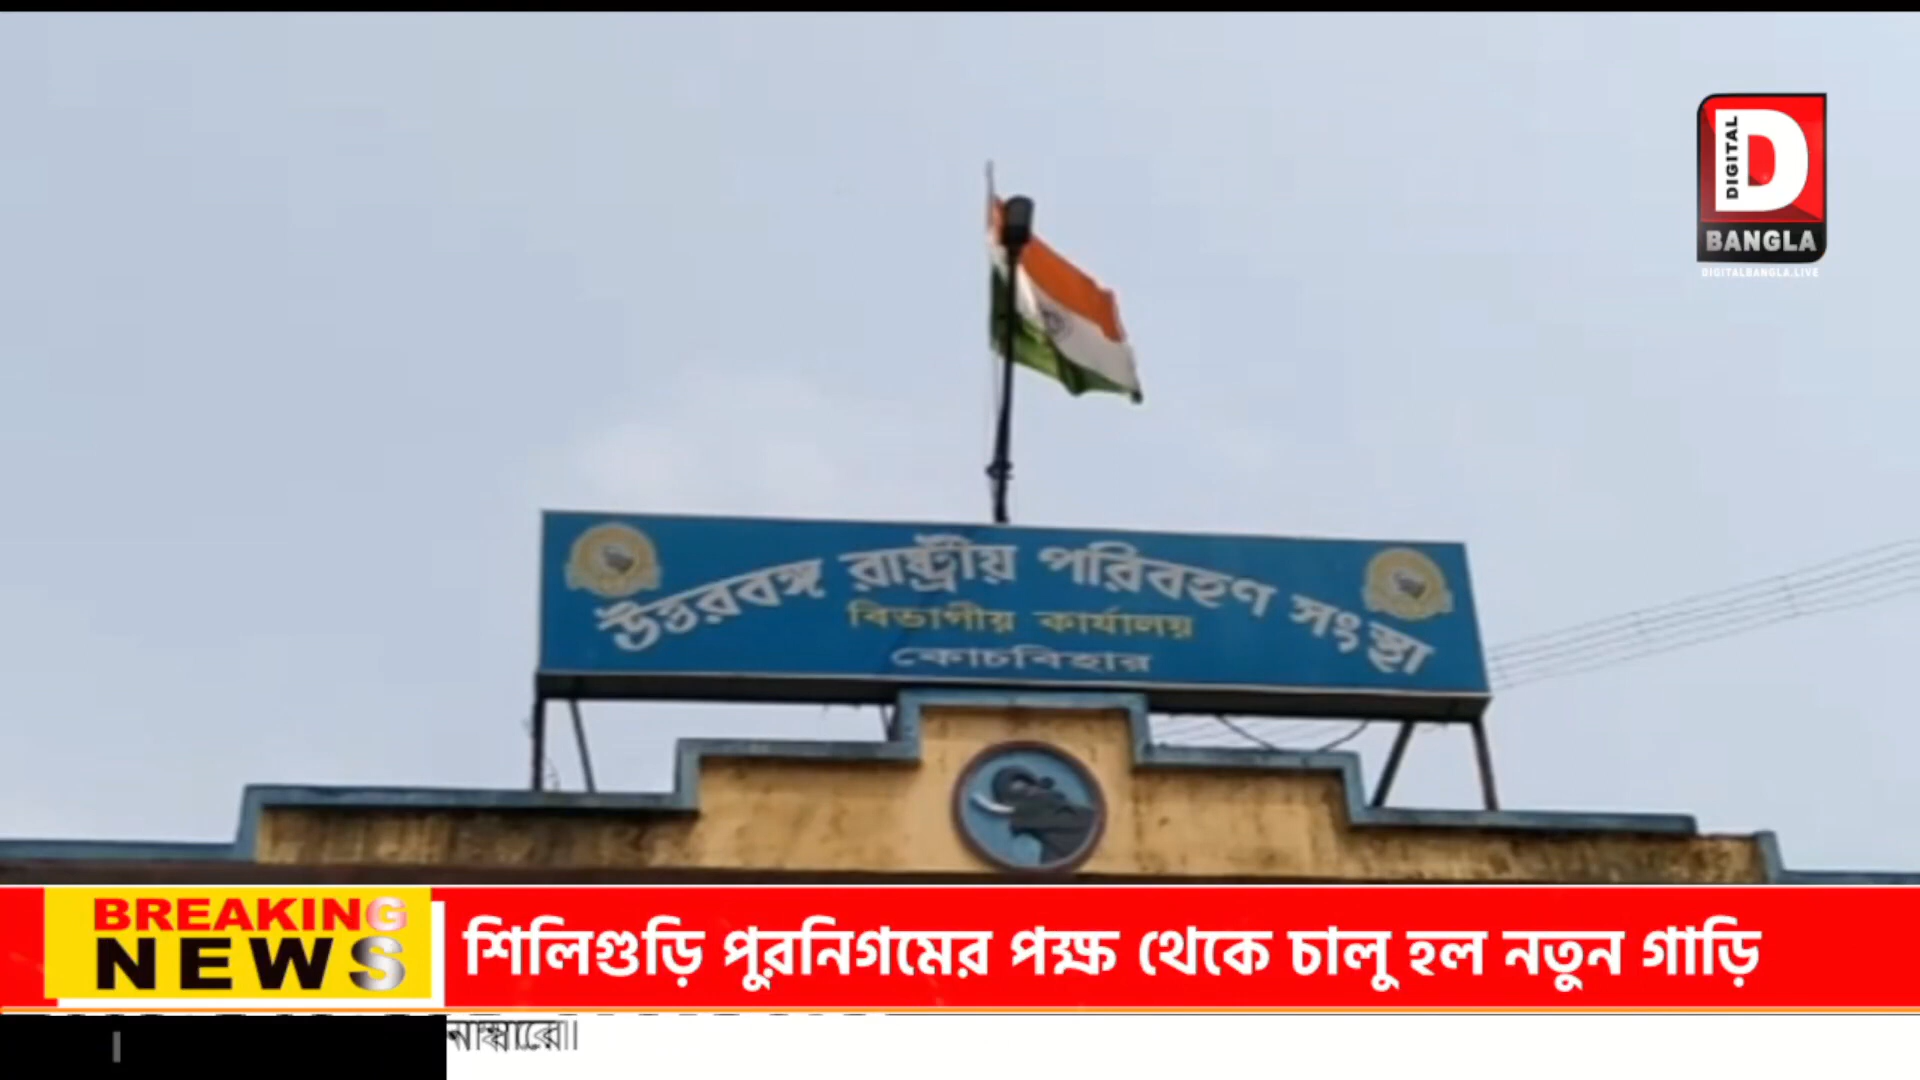 DIGITAL
D
BANGLA
DIGITALBANGLA.LIVE
উত্তরবঙ্গ রাষ্ট্রীয় পরিবহণ সংস্থা
বিভাগীয় কার্যালয়
কোচবিহার
BREAKING
NEWS
শিলিগুড়ি পুরনিগমের পক্ষ থেকে চালু হল নতুন গাড়ি